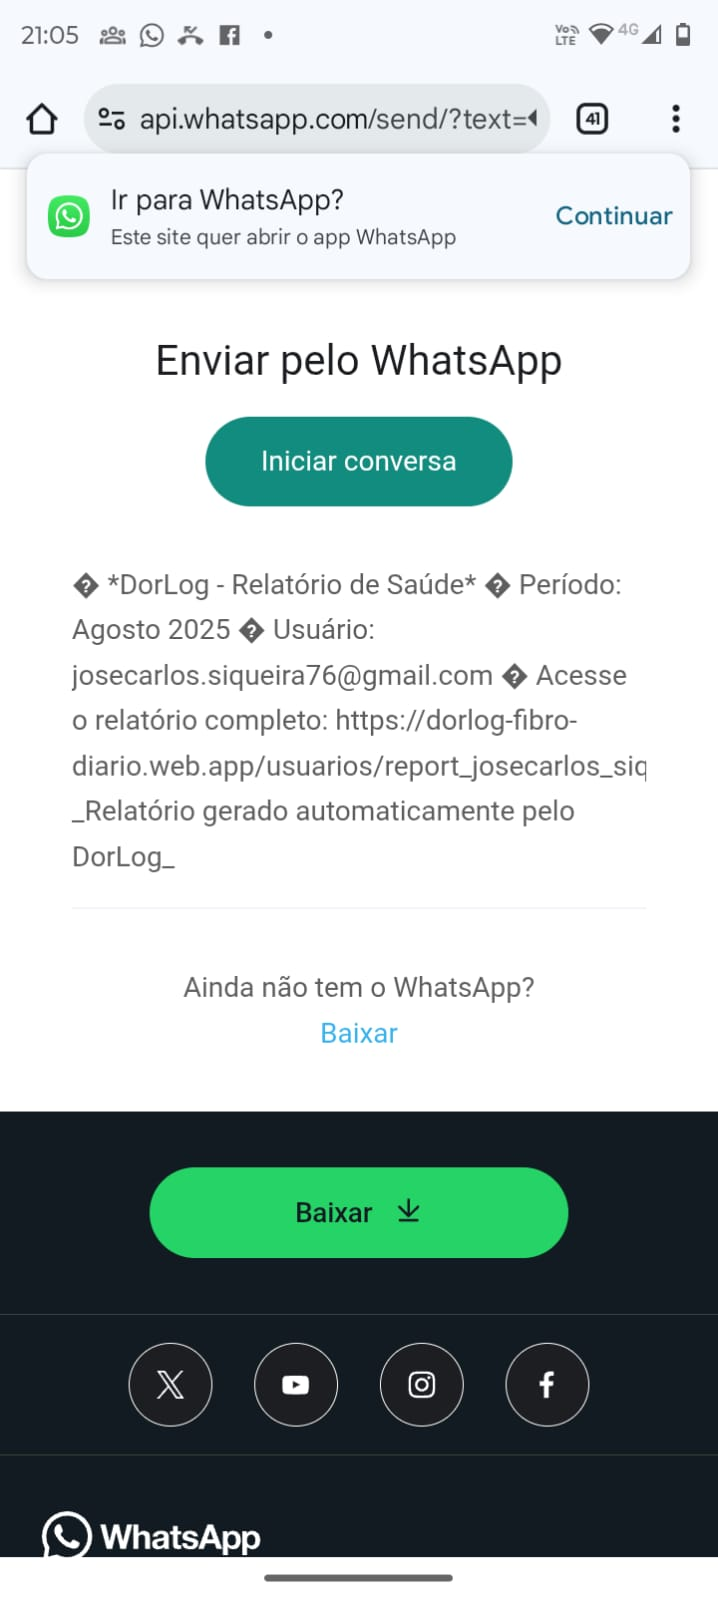 21:05
Vo) LTE
4G
api.whatsapp.com/send/?text=
41
Ir para WhatsApp?
Este site quer abrir o app WhatsApp
Continuar
Enviar pelo WhatsApp
Iniciar conversa
� *DorLog - Relatório de Saúde* � Período:
Agosto 2025 � Usuário:
josecarlos.siqueira76@gmail.com � Acesse
o relatório completo: https://dorlog-fibro-
diario.web.app/usuarios/report_josecarlos_siq
_Relatório gerado automaticamente pelo
DorLog_
Ainda não tem o WhatsApp?
Baixar
Baixar
WhatsApp